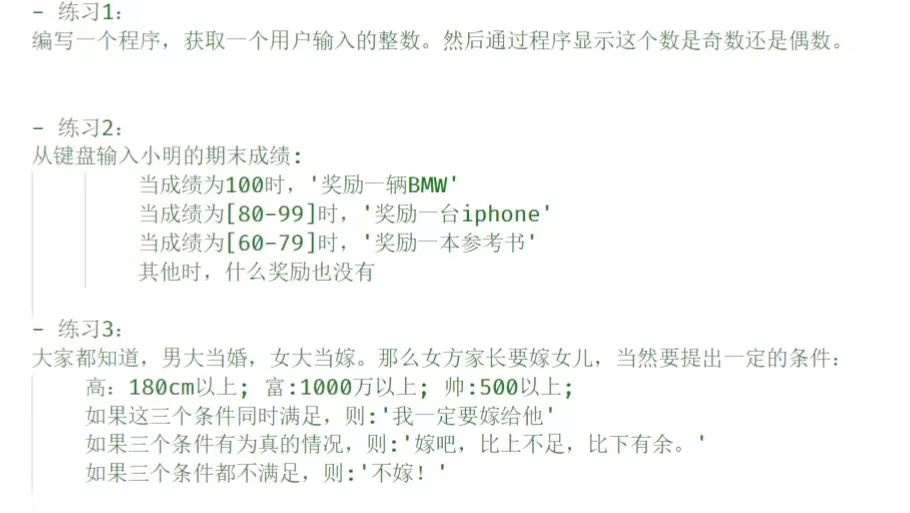 - 练习1:
编写一个程序，获取一个用户输入的整数。然后通过程序显示这个数是奇数还是偶数。
- 练习2:
从键盘输入小明的期末成绩:
当成绩为100时，'奖励一辆BMW'
当成绩为[80-99]时，'奖励一台iphone'
当成绩为[60-79]时，'奖励一本参考书'
其他时，什么奖励也没有
- 练习3:
大家都知道，男大当婚，女大当嫁。那么女方家长要嫁女儿，当然要提出一定的条件:
高: 180cm以上; 富:1000万以上; 帅:500以上;
如果这三个条件同时满足，则:'我一定要嫁给他'
如果三个条件有为真的情况，则:'嫁吧，比上不足，比下有余。'
如果三个条件都不满足，则:'不嫁！'